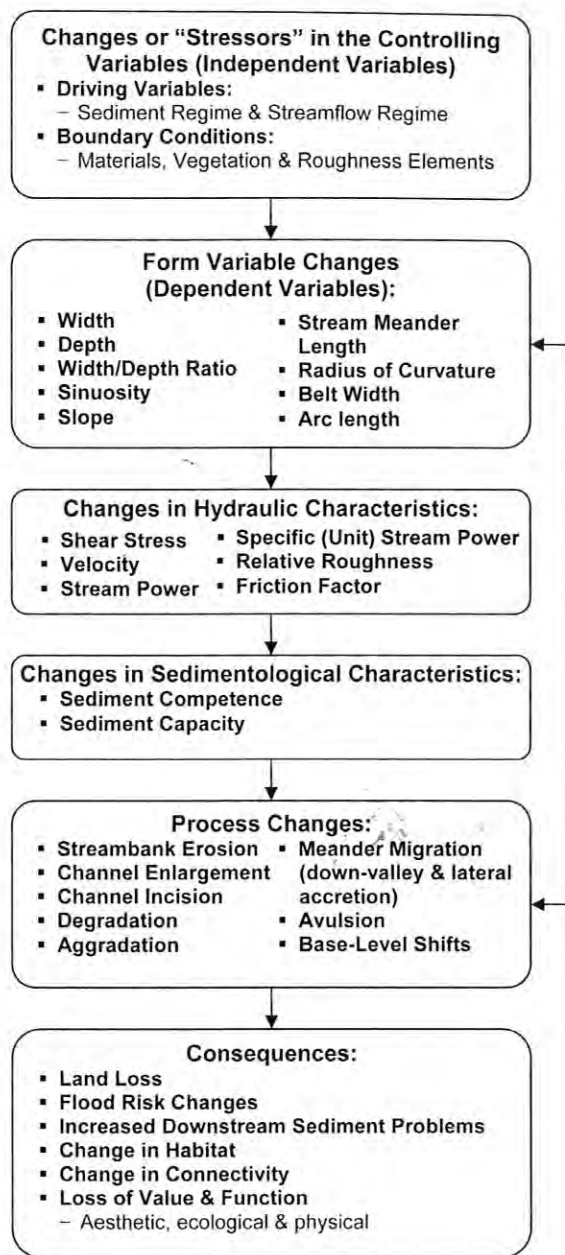 Changes or “Stressors” in the Controlling
Variables (Independent Variables)
▪ Driving Variables:
– Sediment Regime & Streamflow Regime
▪ Boundary Conditions:
– Materials, Vegetation & Roughness Elements
Form Variable Changes
(Dependent Variables):
▪ Width
▪ Depth
▪ Width/Depth Ratio
▪ Sinuosity
▪ Slope
▪ Stream Meander
Length
▪ Radius of Curvature
▪ Belt Width
▪ Arc length
Changes in Hydraulic Characteristics:
▪ Shear Stress
▪ Velocity
▪ Stream Power
▪ Specific (Unit) Stream Power
▪ Relative Roughness
▪ Friction Factor
Changes in Sedimentological Characteristics:
▪ Sediment Competence
▪ Sediment Capacity
Process Changes:
▪ Streambank Erosion
▪ Channel Enlargement
▪ Channel Incision
▪ Degradation
▪ Aggradation
▪ Meander Migration
(down-valley & lateral
accretion)
▪ Avulsion
▪ Base-Level Shifts
Consequences:
▪ Land Loss
▪ Flood Risk Changes
▪ Increased Downstream Sediment Problems
▪ Change in Habitat
▪ Change in Connectivity
▪ Loss of Value & Function
– Aesthetic, ecological & physical